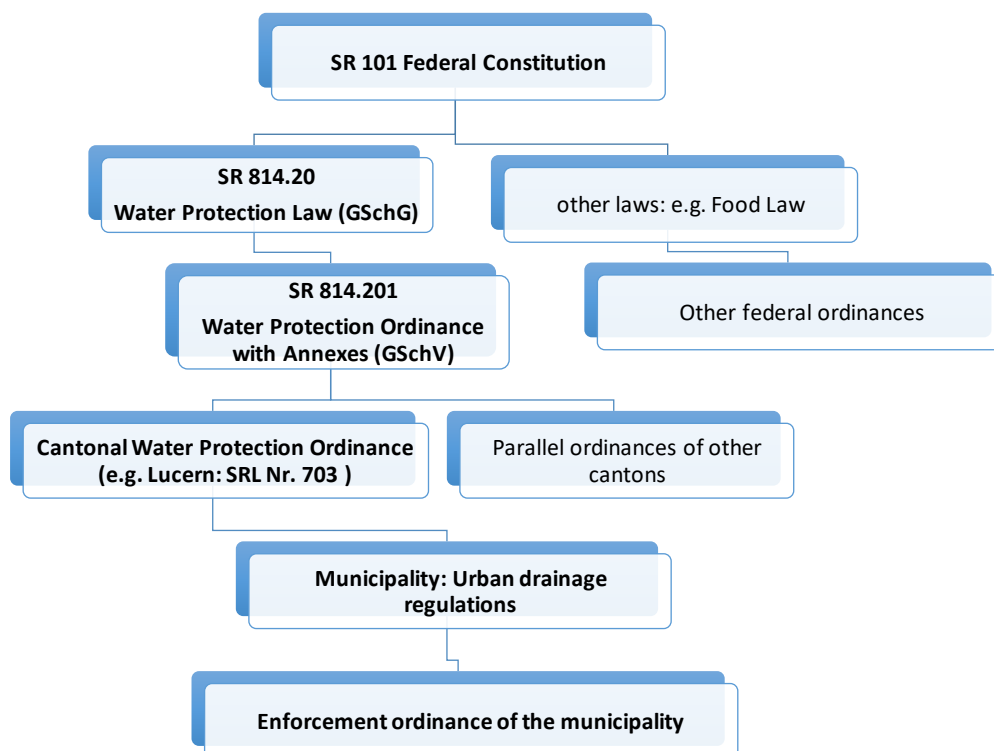 SR 101 Federal Constitution
SR 814.20
Water Protection Law (GSchG)
other laws: e.g. Food Law
SR 814.201
Water Protection Ordinance
with Annexes (GSchV)
Other federal ordinances
Cantonal Water Protection Ordinance
(e.g. Lucern: SRL Nr. 703 )
Parallel ordinances of other
cantons
Municipality: Urban drainage
regulations
Enforcement ordinance of the municipality